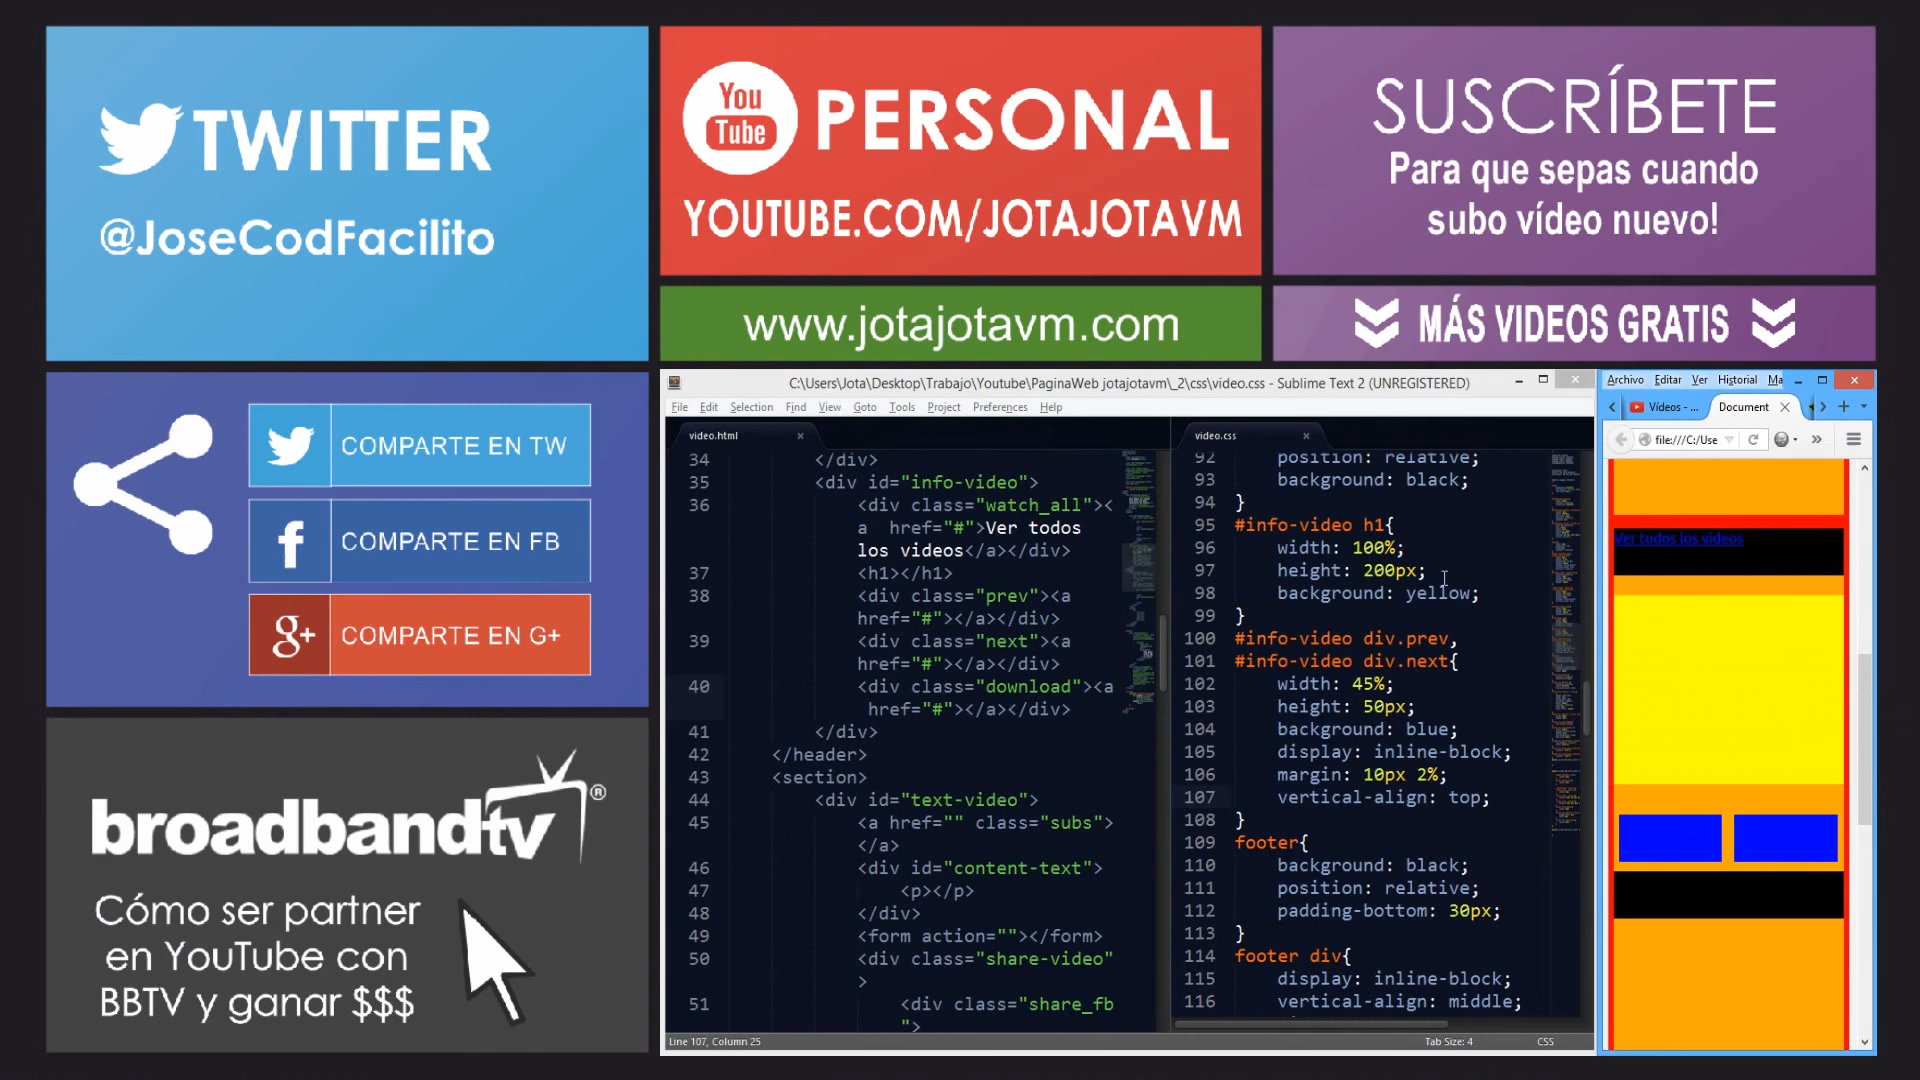 TWITTER
@JoseCodFacilito
You
Tube
PERSONAL
YOUTUBE.COM/JOTAJOTAVM
www.jotajotavm.com
SUSCRÍBETE
Para que sepas cuando
subo vídeo nuevo!
MÁS VIDEOS GRATIS
COMPARTE EN TW
f
COMPARTE EN FB
g+
COMPARTE EN G+
broadbandtv®
Cómo ser partner
en YouTube con
BBTV y ganar $$$
C:\Users\Jota\Desktop\Trabajo\Youtube\PaginaWeb jotajotavm\_2\css\video.css - Sublime Text 2 (UNREGISTERED)
File Edit Selection Find View Goto Tools Project Preferences Help
video.html
34 </div>
35 <div id="info-video">
36 <div class="watch_all"><
a  href="#">Ver todos
los videos</a></div>
37 <h1></h1>
38 <div class="prev"><a
href="#"></a></div>
39 <div class="next"><a
href="#"></a></div>
40 <div class="download"><a
href="#"></a></div>
41 </div>
42 </header>
43 <section>
44 <div id="text-video">
45 <a href="" class="subs">
</a>
46 <div id="content-text">
47 <p></p>
48 </div>
49 <form action=""></form>
50 <div class="share-video"
>
51 <div class="share_fb
">
video.css
92 position: relative;
93 background: black;
94 }
95 #info-video h1{
96 width: 100%;
97 height: 200px;
98 background: yellow;
99 }
100 #info-video div.prev,
101 #info-video div.next{
102 width: 45%;
103 height: 50px;
104 background: blue;
105 display: inline-block;
106 margin: 10px 2%;
107 vertical-align: top;
108 }
109 footer{
110 background: black;
111 position: relative;
112 padding-bottom: 30px;
113 }
114 footer div{
115 display: inline-block;
116 vertical-align: middle;
Line 107, Column 25
Tab Size: 4
CSS
Archivo Editar Ver Historial Ma
Vídeos - ...
Document
file:///C:/Use
Ver todos los videos